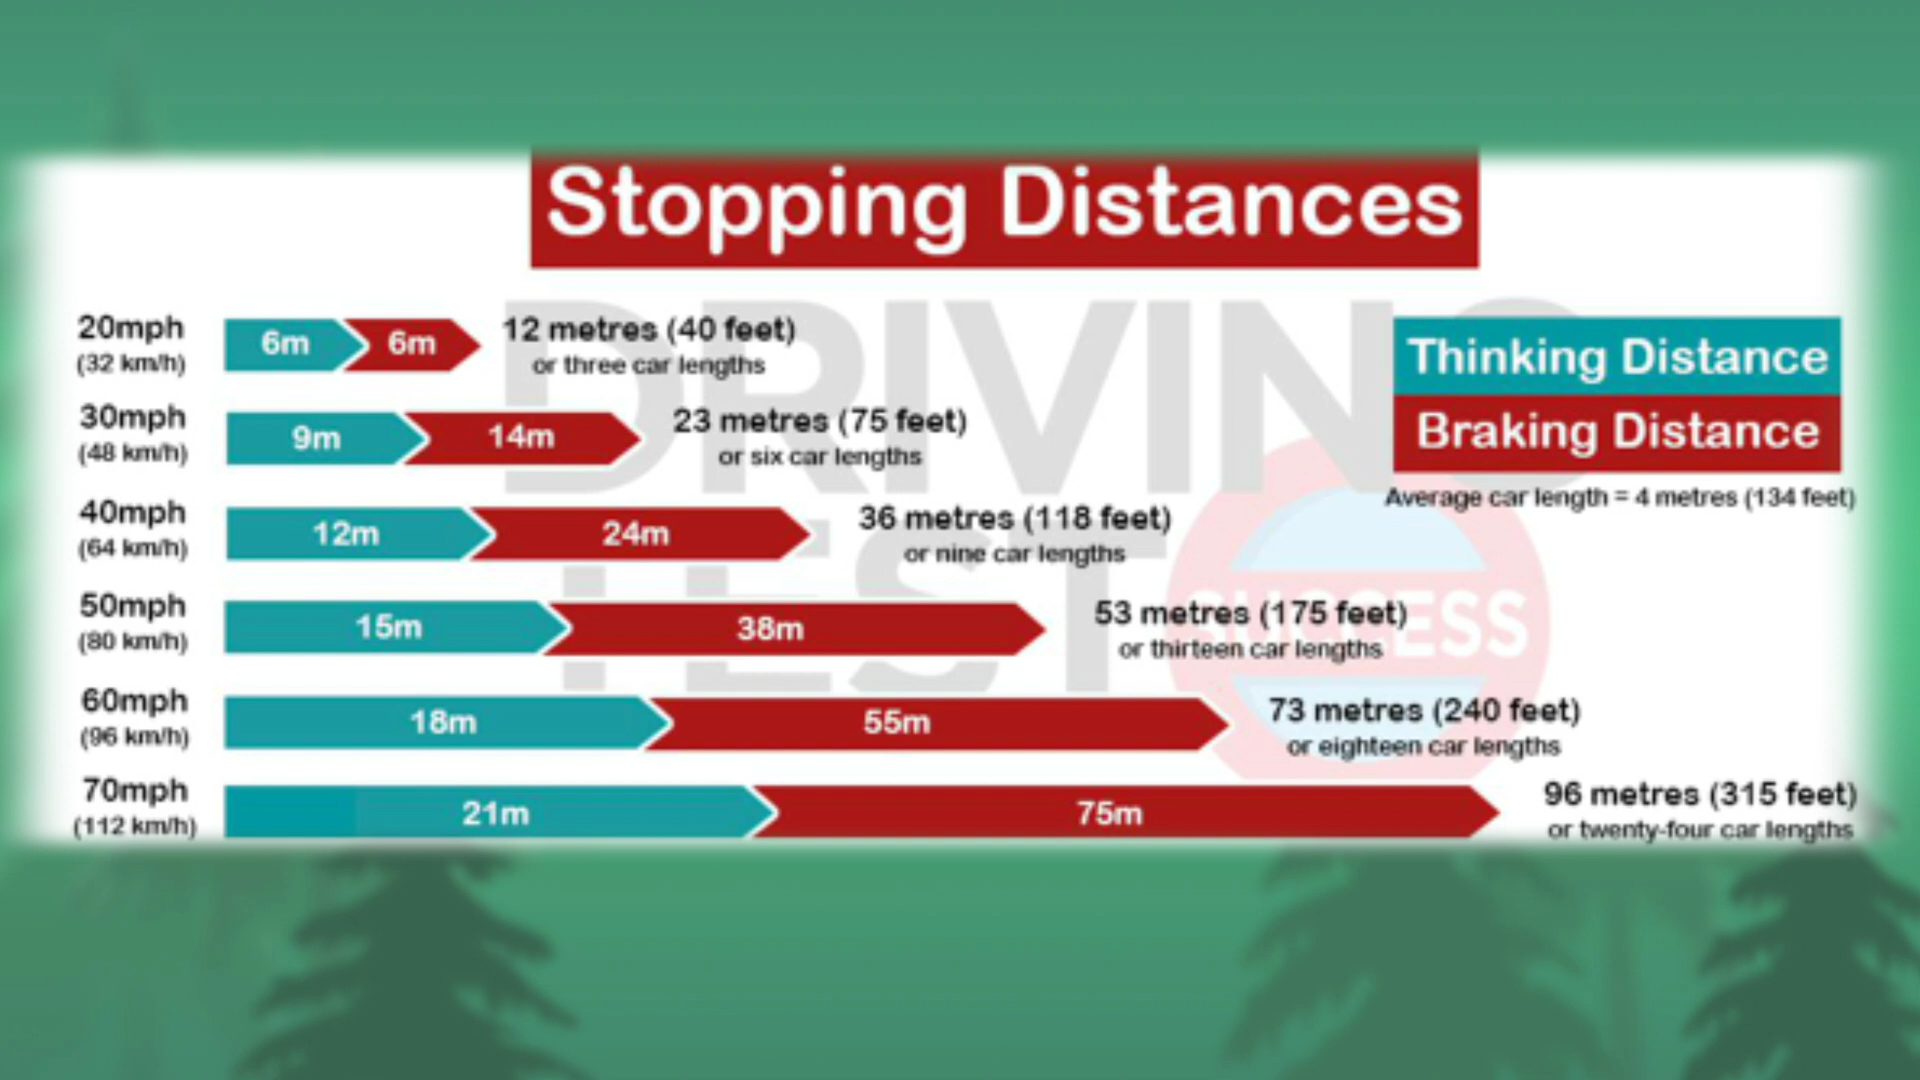 Stopping Distances
DRIVING
TEST
SUCCESS
20mph
(32 km/h)
6m
6m
12 metres (40 feet)
or three car lengths
Thinking Distance
Braking Distance
Average car length = 4 metres (134 feet)
30mph
(48 km/h)
9m
14m
23 metres (75 feet)
or six car lengths
40mph
(64 km/h)
12m
24m
36 metres (118 feet)
or nine car lengths
50mph
(80 km/h)
15m
38m
53 metres (175 feet)
or thirteen car lengths
60mph
(96 km/h)
18m
55m
73 metres (240 feet)
or eighteen car lengths
70mph
(112 km/h)
21m
75m
96 metres (315 feet)
or twenty-four car lengths